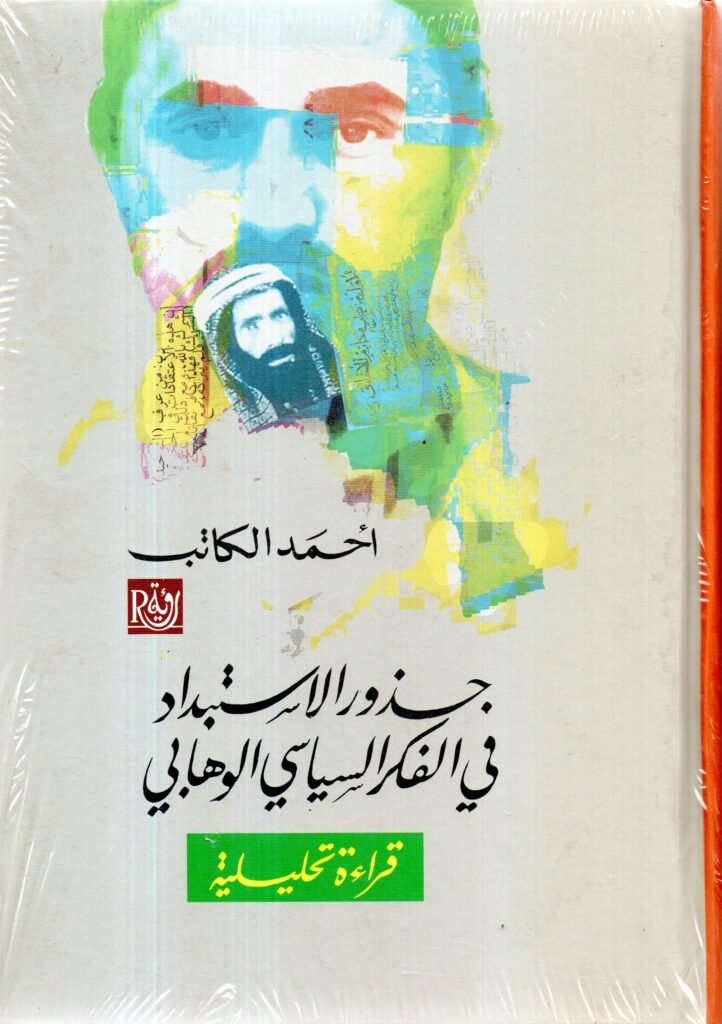 أحمد الكاتب
رؤية
R
جذور الاستبداد
في الفكر السياسي الوهابي
قراءة تحليلية